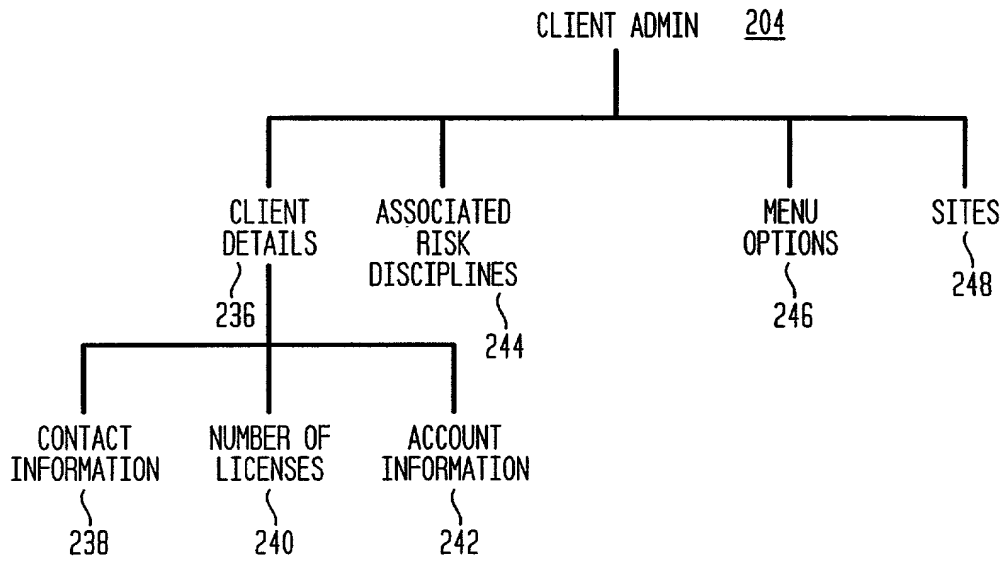 CLIENT ADMIN 204
CLIENT
DETAILS
236
ASSOCIATED
RISK
DISCIPLINES
244
MENU
OPTIONS
246
SITES
248
CONTACT
INFORMATION
238
NUMBER OF
LICENSES
240
ACCOUNT
INFORMATION
242